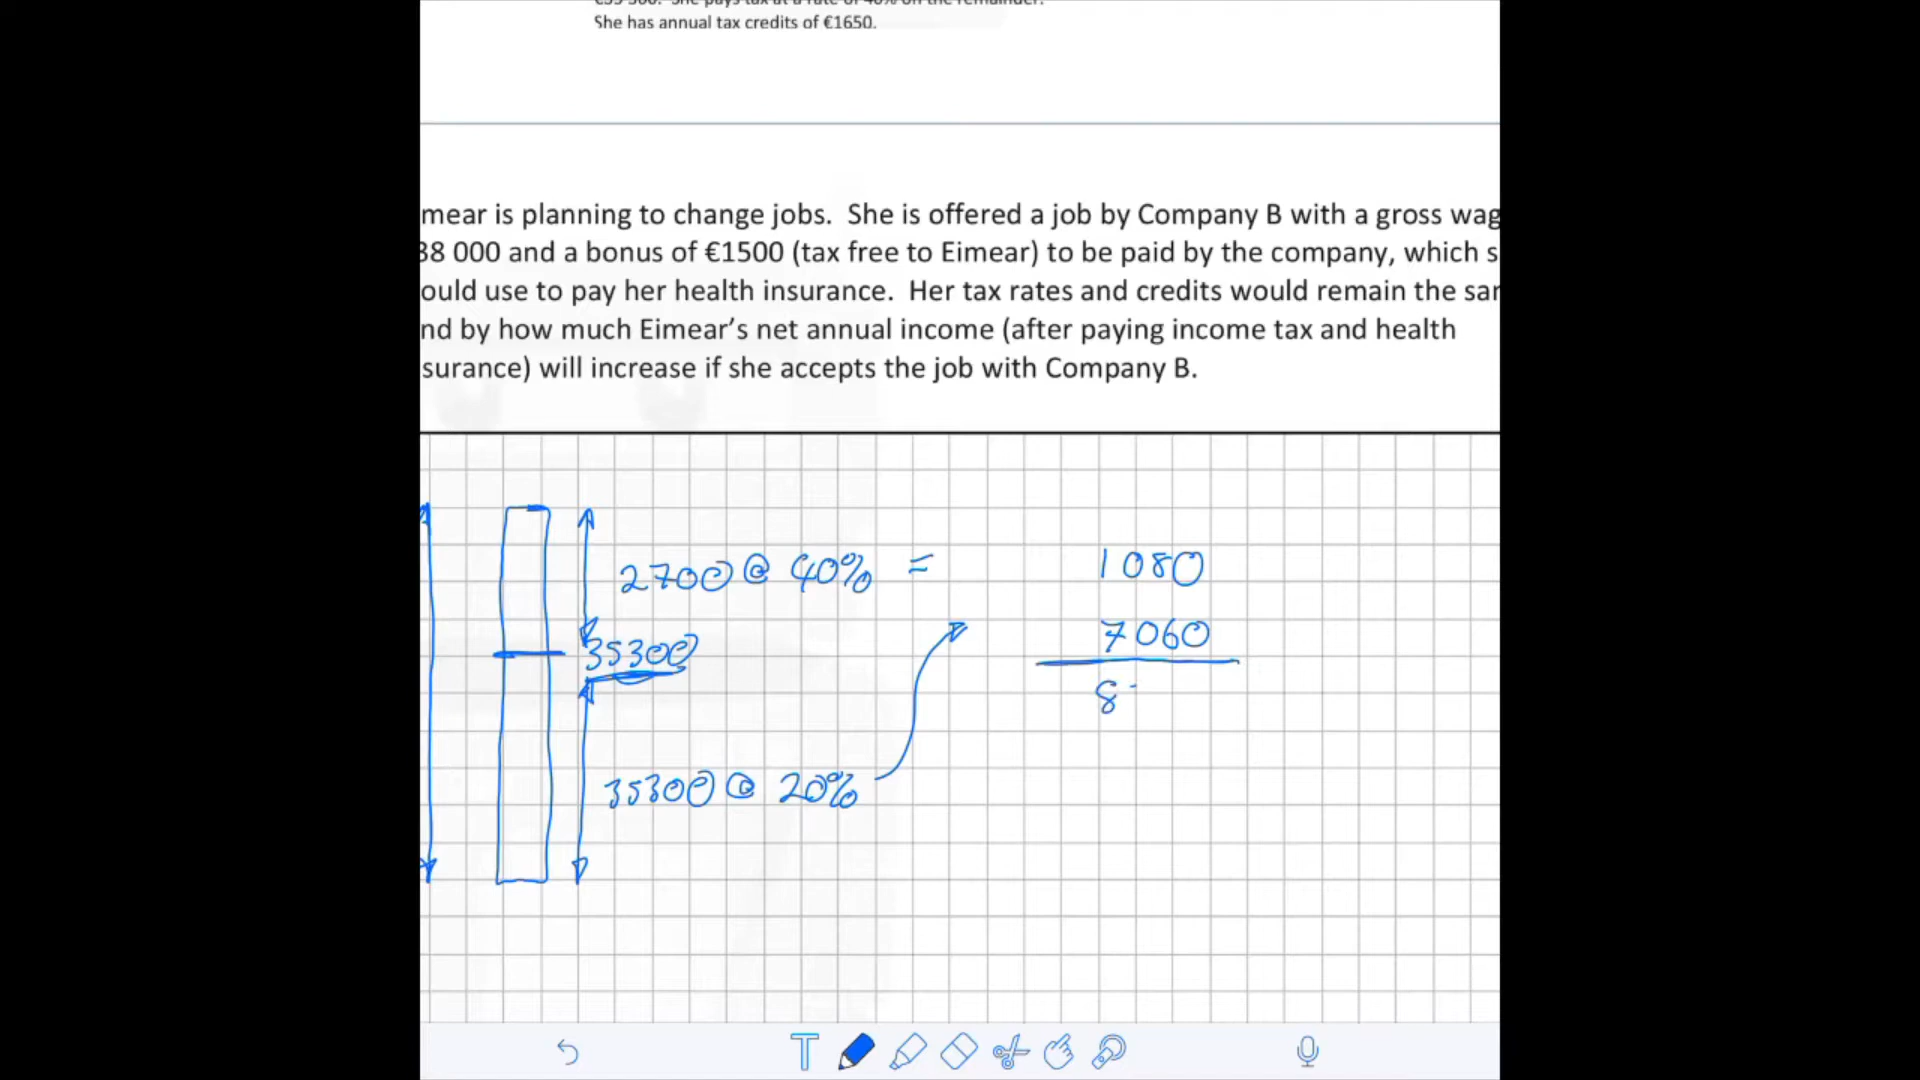 She has annual tax credits of €1650.
mear is planning to change jobs. She is offered a job by Company B with a gross wag
38 000 and a bonus of €1500 (tax free to Eimear) to be paid by the company, which s
ould use to pay her health insurance. Her tax rates and credits would remain the sa
nd by how much Eimear's net annual income (after paying income tax and health
surance) will increase if she accepts the job with Company B.
2700 @ 40% = 1080
35300
7060
8
35300 @ 20%
T